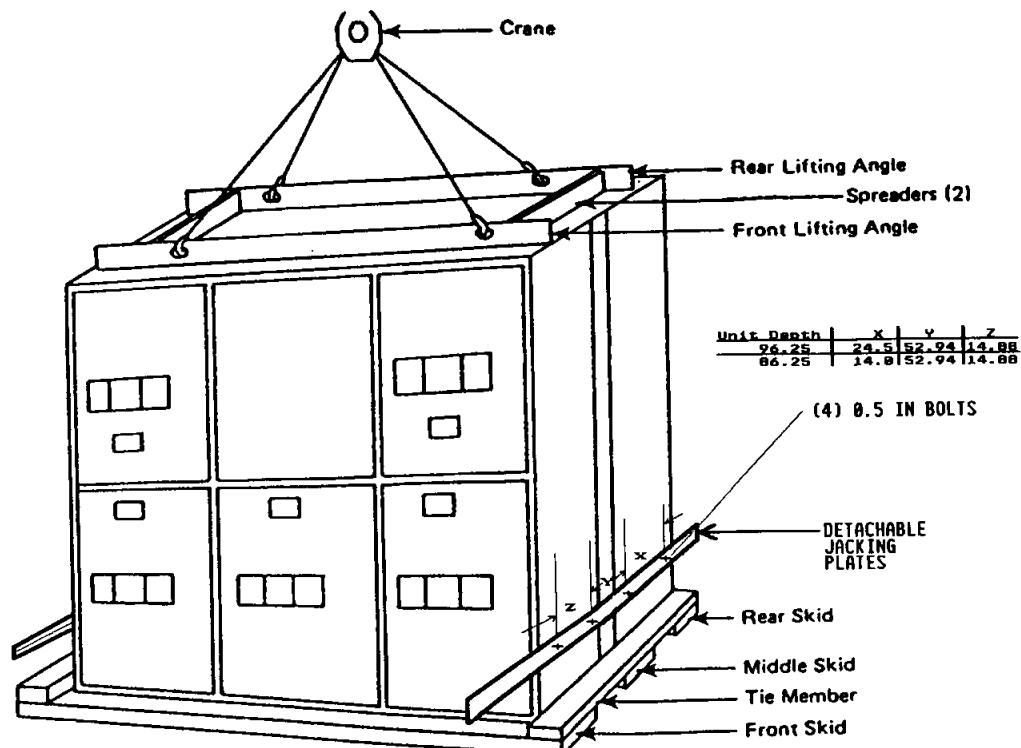 Crane
Rear Lifting Angle
Spreaders (2)
Front Lifting Angle
Unit Depth X Y Z
96.25 24.5 52.94 14.88
86.25 14.0 52.94 14.88
(4) 0.5 IN BOLTS
DETACHABLE
JACKING
PLATES
X
Y
Z
Rear Skid
Middle Skid
Tie Member
Front Skid